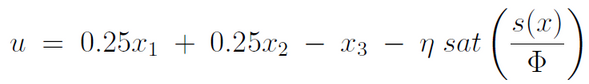 u = 0.25x₁ + 0.25x₂ − x₃ − η sat (s(x)/Φ)